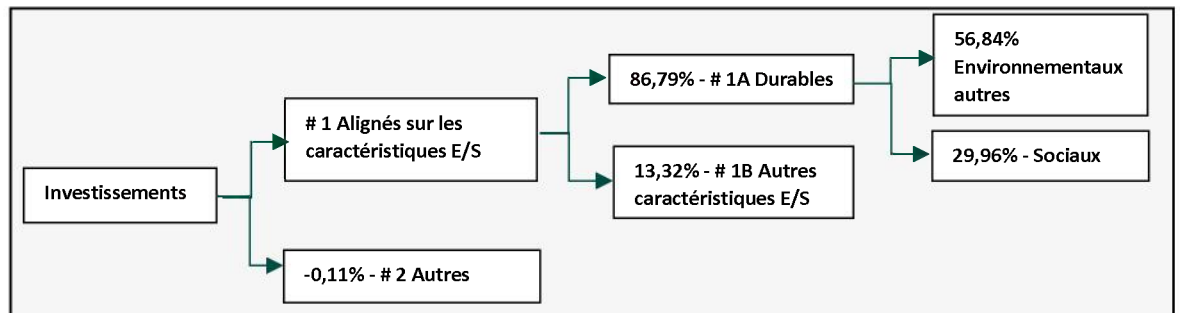 Investissements
# 1 Alignés sur les
caractéristiques E/S
-0,11% - # 2 Autres
86,79% - # 1A Durables
13,32% - # 1B Autres
caractéristiques E/S
56,84%
Environnementaux
autres
29,96% - Sociaux